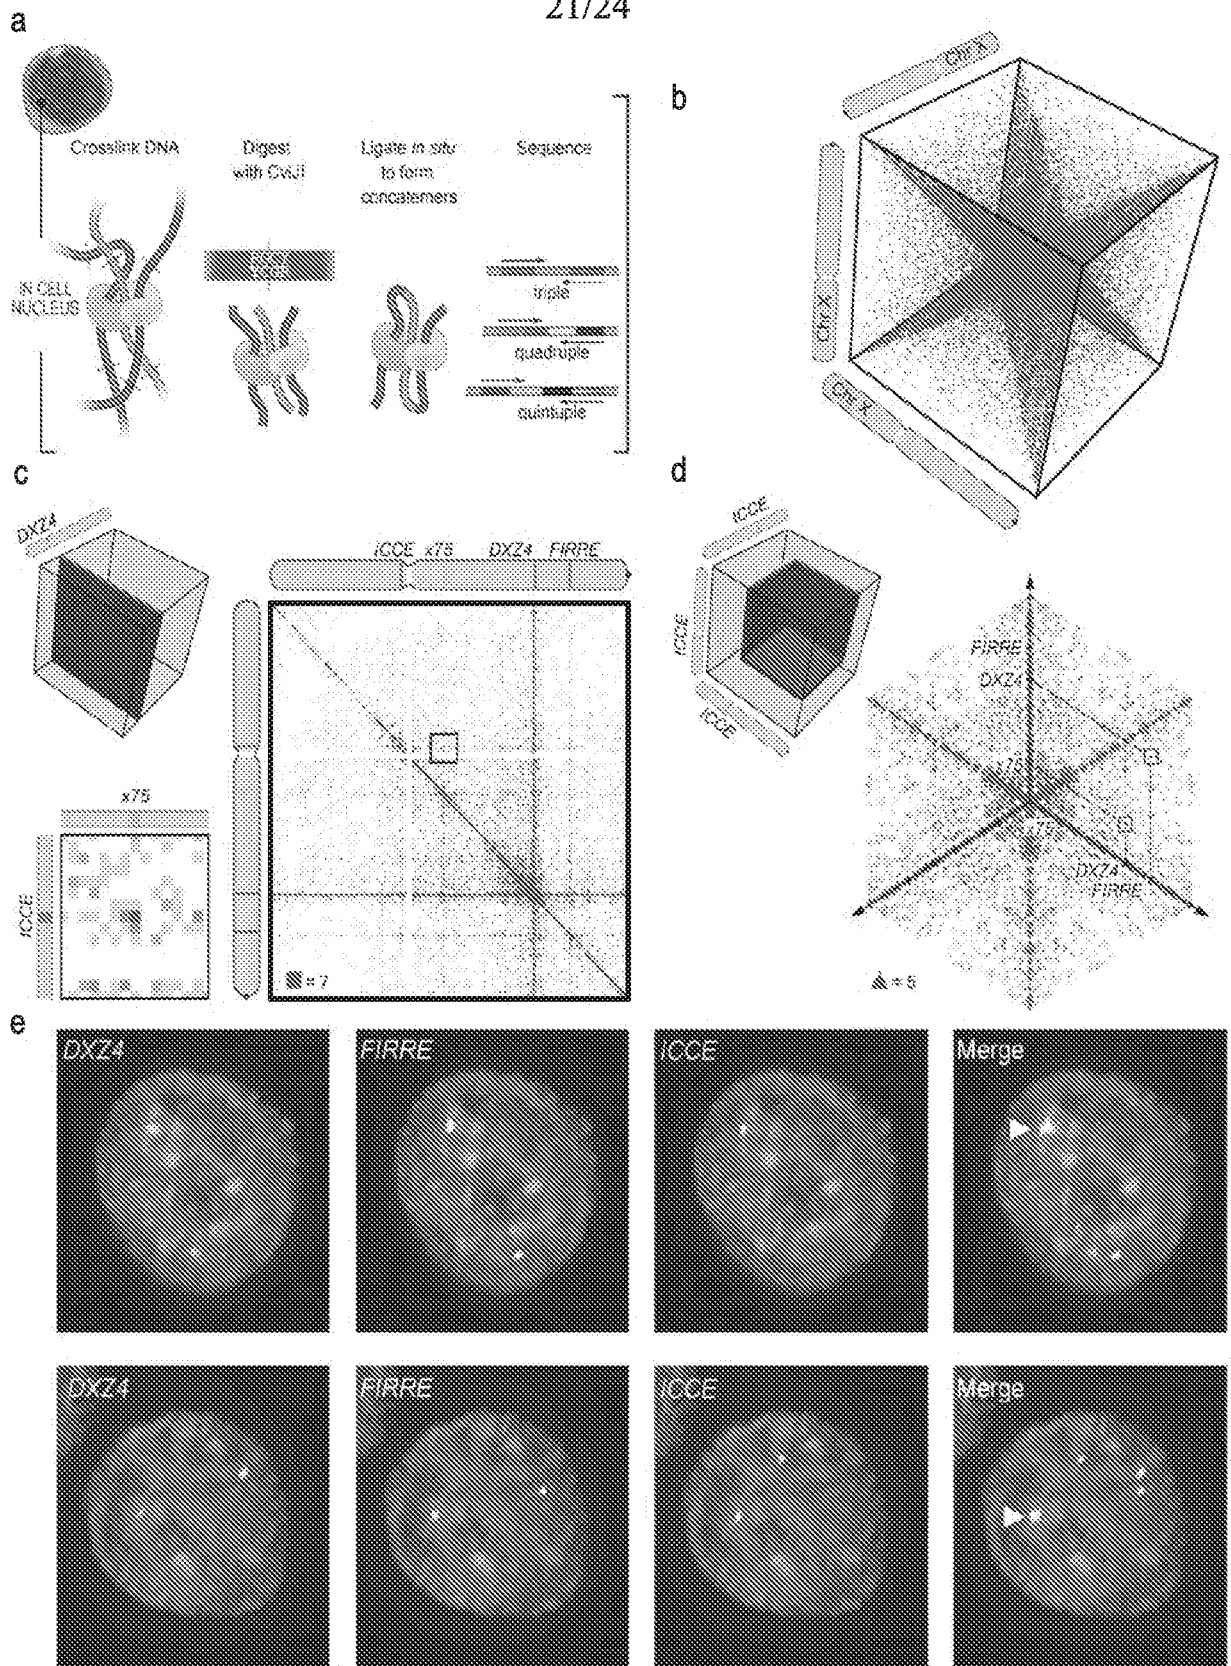 21/24
a
Crosslink DNA
Digest
with CviJI
Ligate in situ
to form
concatemers
Sequence
IN CELL
NUCLEUS
triple
quadruple
quintuple
b
Chr X
Chr X
Chr X
c
DXZ4
ICCE x75 DXZ4 FIRRE
x75
ICCE
= 7
d
ICCE
ICCE
ICCE
FIRRE
DXZ4
x75
x75
DXZ4
FIRRE
= 5
e
DXZ4
FIRRE
ICCE
Merge
DXZ4
FIRRE
ICCE
Merge